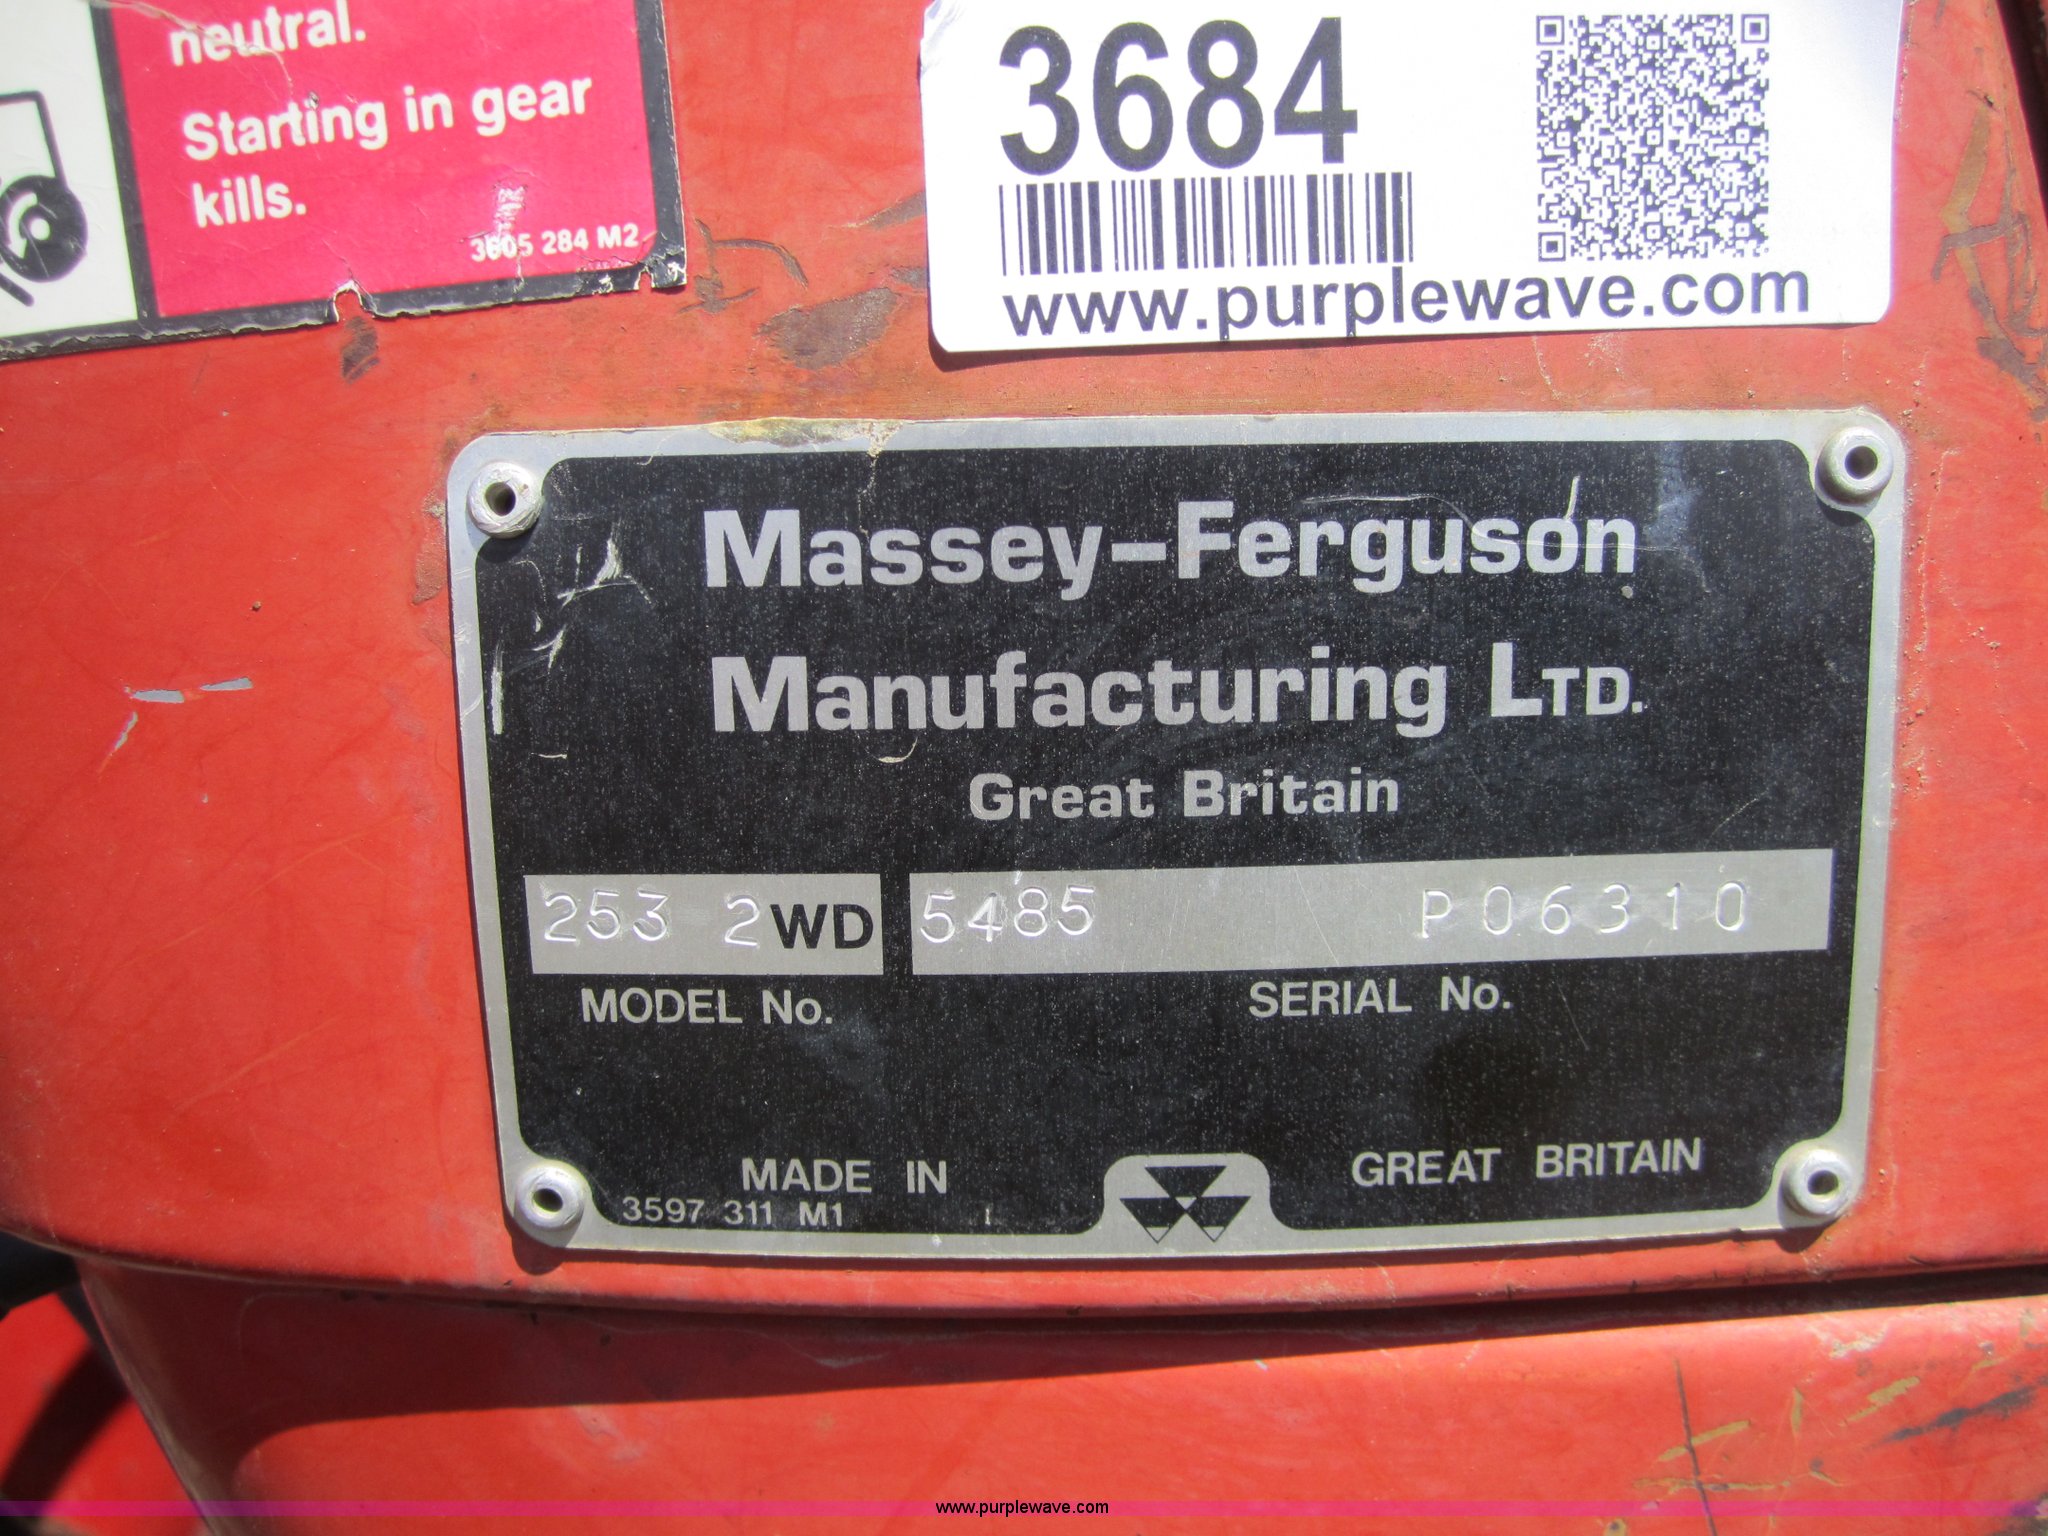 neutral.
Starting in gear
kills.
3605 284 M2
3684
www.purplewave.com
Massey-Ferguson
Manufacturing LTD.
Great Britain
253 2WD 5485 P06310
MODEL No. SERIAL No.
MADE IN GREAT BRITAIN
3597 311 M1
www.purplewave.com